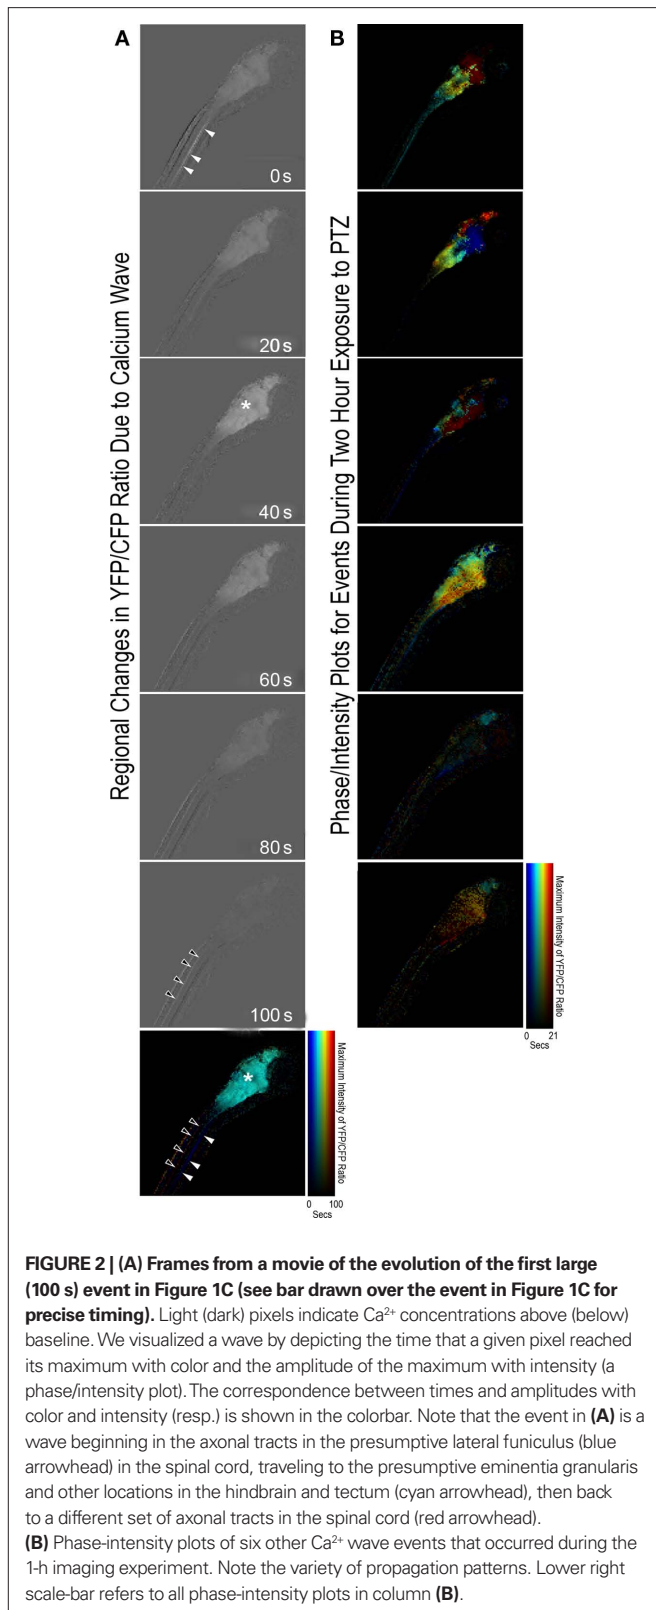 A
B
Regional Changes in YFP/CFP Ratio Due to Calcium Wave
Phase/Intensity Plots for Events During Two Hour Exposure to PTZ
0 s
20 s
*
40 s
60 s
80 s
100 s
Maximum Intensity of YFP/CFP Ratio
0 21
Secs
*
Maximum Intensity of YFP/CFP Ratio
0 100
Secs
FIGURE 2 | (A) Frames from a movie of the evolution of the first large
(100 s) event in Figure 1C (see bar drawn over the event in Figure 1C for
precise timing). Light (dark) pixels indicate Ca²⁺ concentrations above (below)
baseline. We visualized a wave by depicting the time that a given pixel reached
its maximum with color and the amplitude of the maximum with intensity (a
phase/intensity plot). The correspondence between times and amplitudes with
color and intensity (resp.) is shown in the colorbar. Note that the event in (A) is a
wave beginning in the axonal tracts in the presumptive lateral funiculus (blue
arrowhead) in the spinal cord, traveling to the presumptive eminentia granularis
and other locations in the hindbrain and tectum (cyan arrowhead), then back
to a different set of axonal tracts in the spinal cord (red arrowhead).
(B) Phase-intensity plots of six other Ca²⁺ wave events that occurred during the
1-h imaging experiment. Note the variety of propagation patterns. Lower right
scale-bar refers to all phase-intensity plots in column (B).